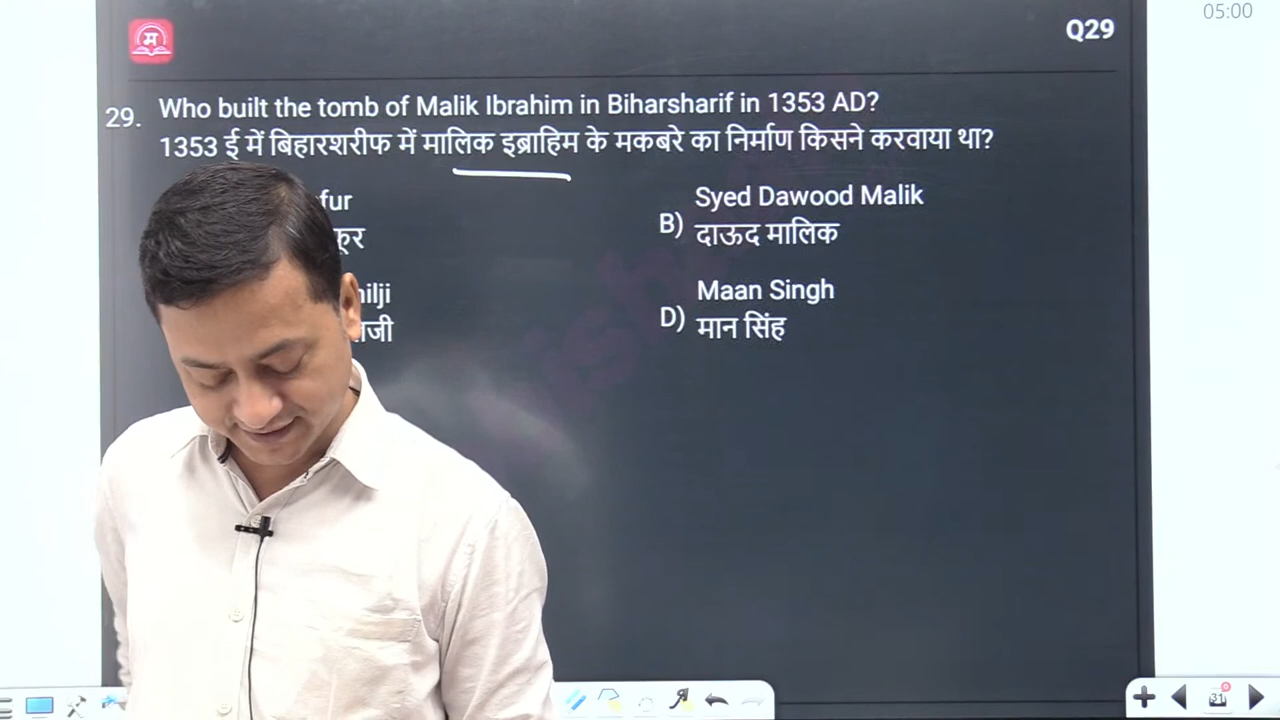 05:00
म
Q29
29. Who built the tomb of Malik Ibrahim in Biharsharif in 1353 AD?
1353 ई में बिहारशरीफ में मालिक इब्राहिम के मकबरे का निर्माण किसने करवाया था?
B) Syed Dawood Malik
दाऊद मालिक
D) Maan Singh
मान सिंह
31